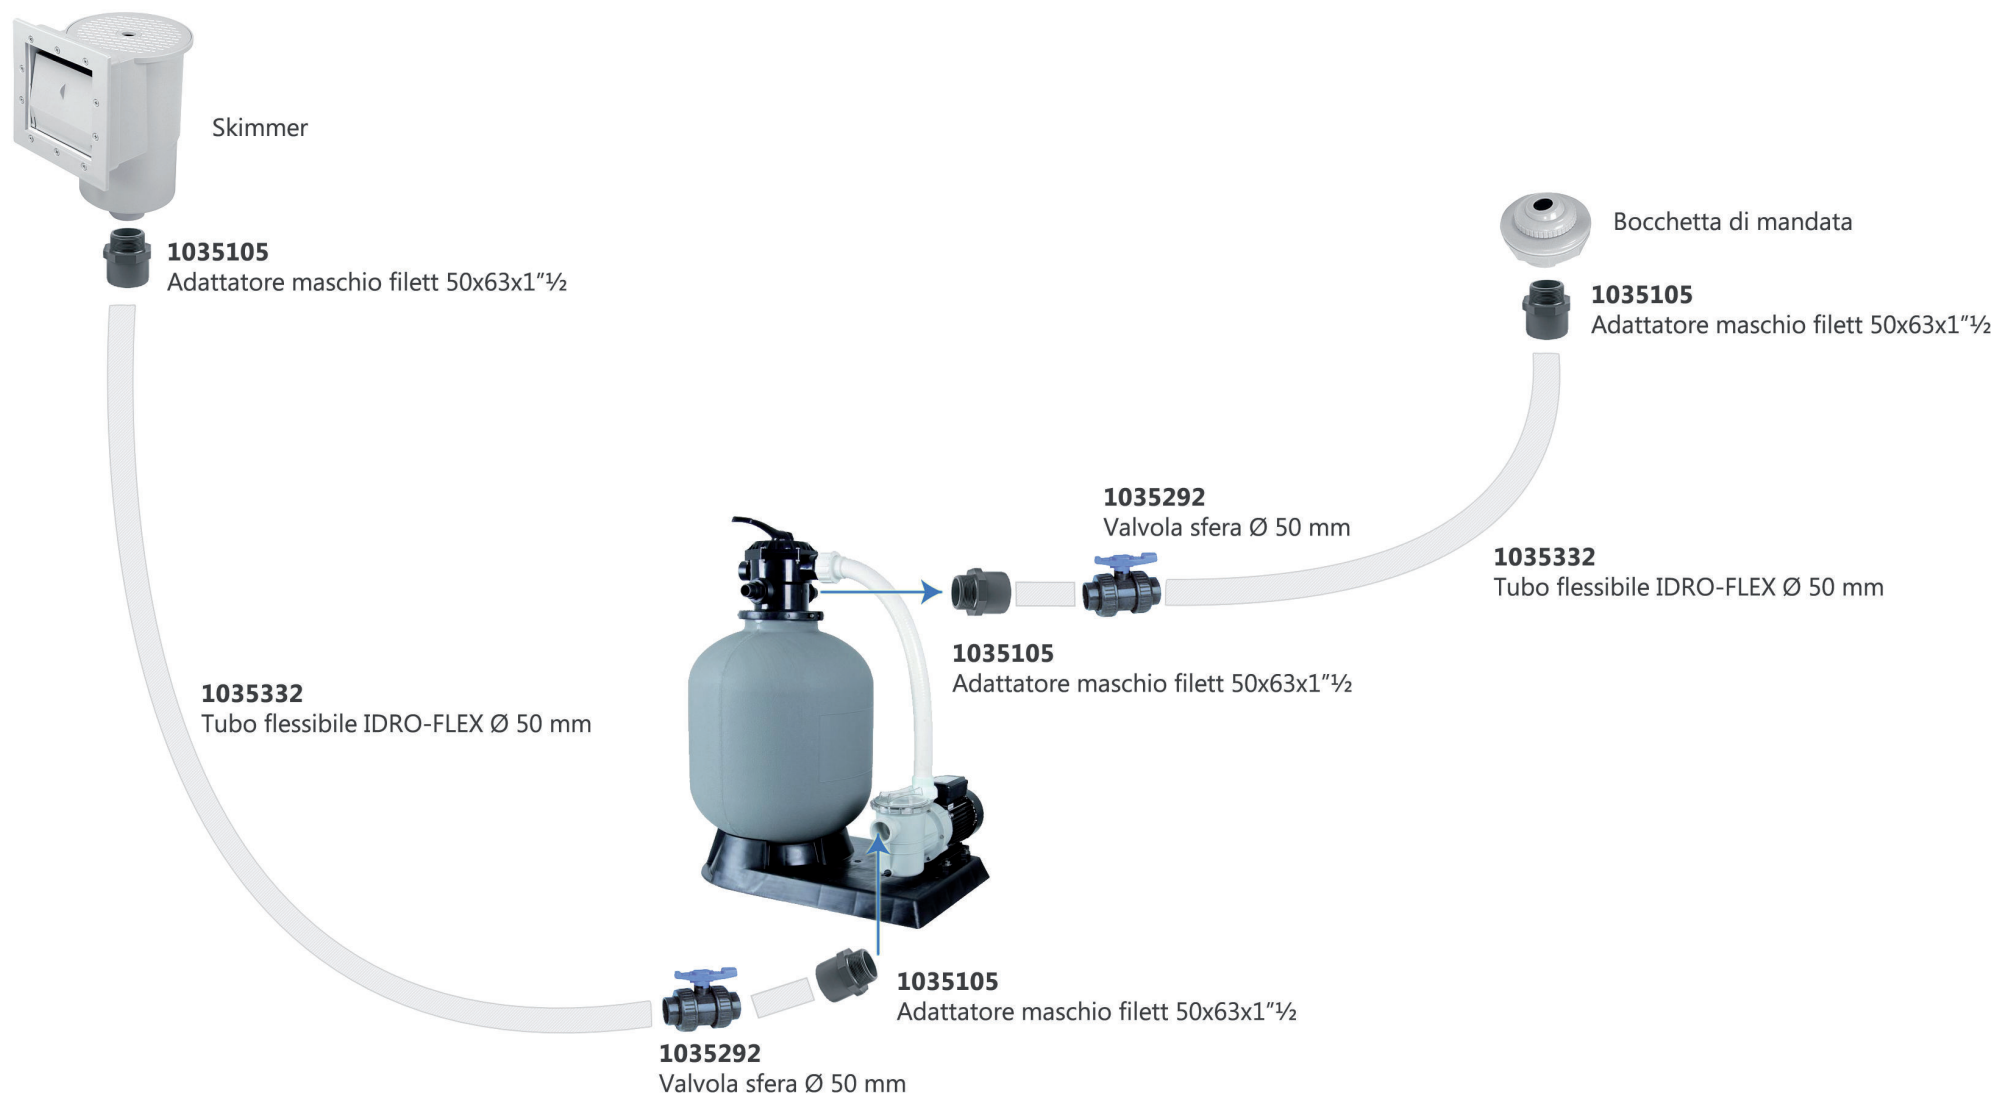 Skimmer
1035105
Adattatore maschio filett 50x63x1"½
Bocchetta di mandata
1035105
Adattatore maschio filett 50x63x1"½
1035292
Valvola sfera Ø 50 mm
1035332
Tubo flessibile IDRO-FLEX Ø 50 mm
1035105
Adattatore maschio filett 50x63x1"½
1035332
Tubo flessibile IDRO-FLEX Ø 50 mm
1035105
Adattatore maschio filett 50x63x1"½
1035292
Valvola sfera Ø 50 mm